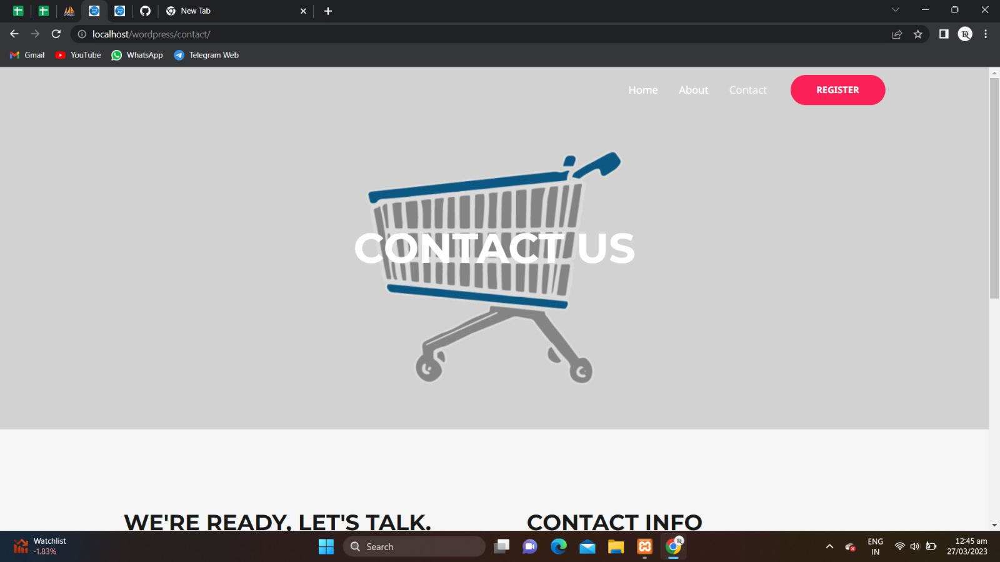 New Tab
localhost/wordpress/contact/
Gmail YouTube WhatsApp Telegram Web
Home About Contact REGISTER
CONTACT US
WE'RE READY, LET'S TALK.
CONTACT INFO
Watchlist
-1.83%
Search
ENG
IN
12:45 am
27/03/2023